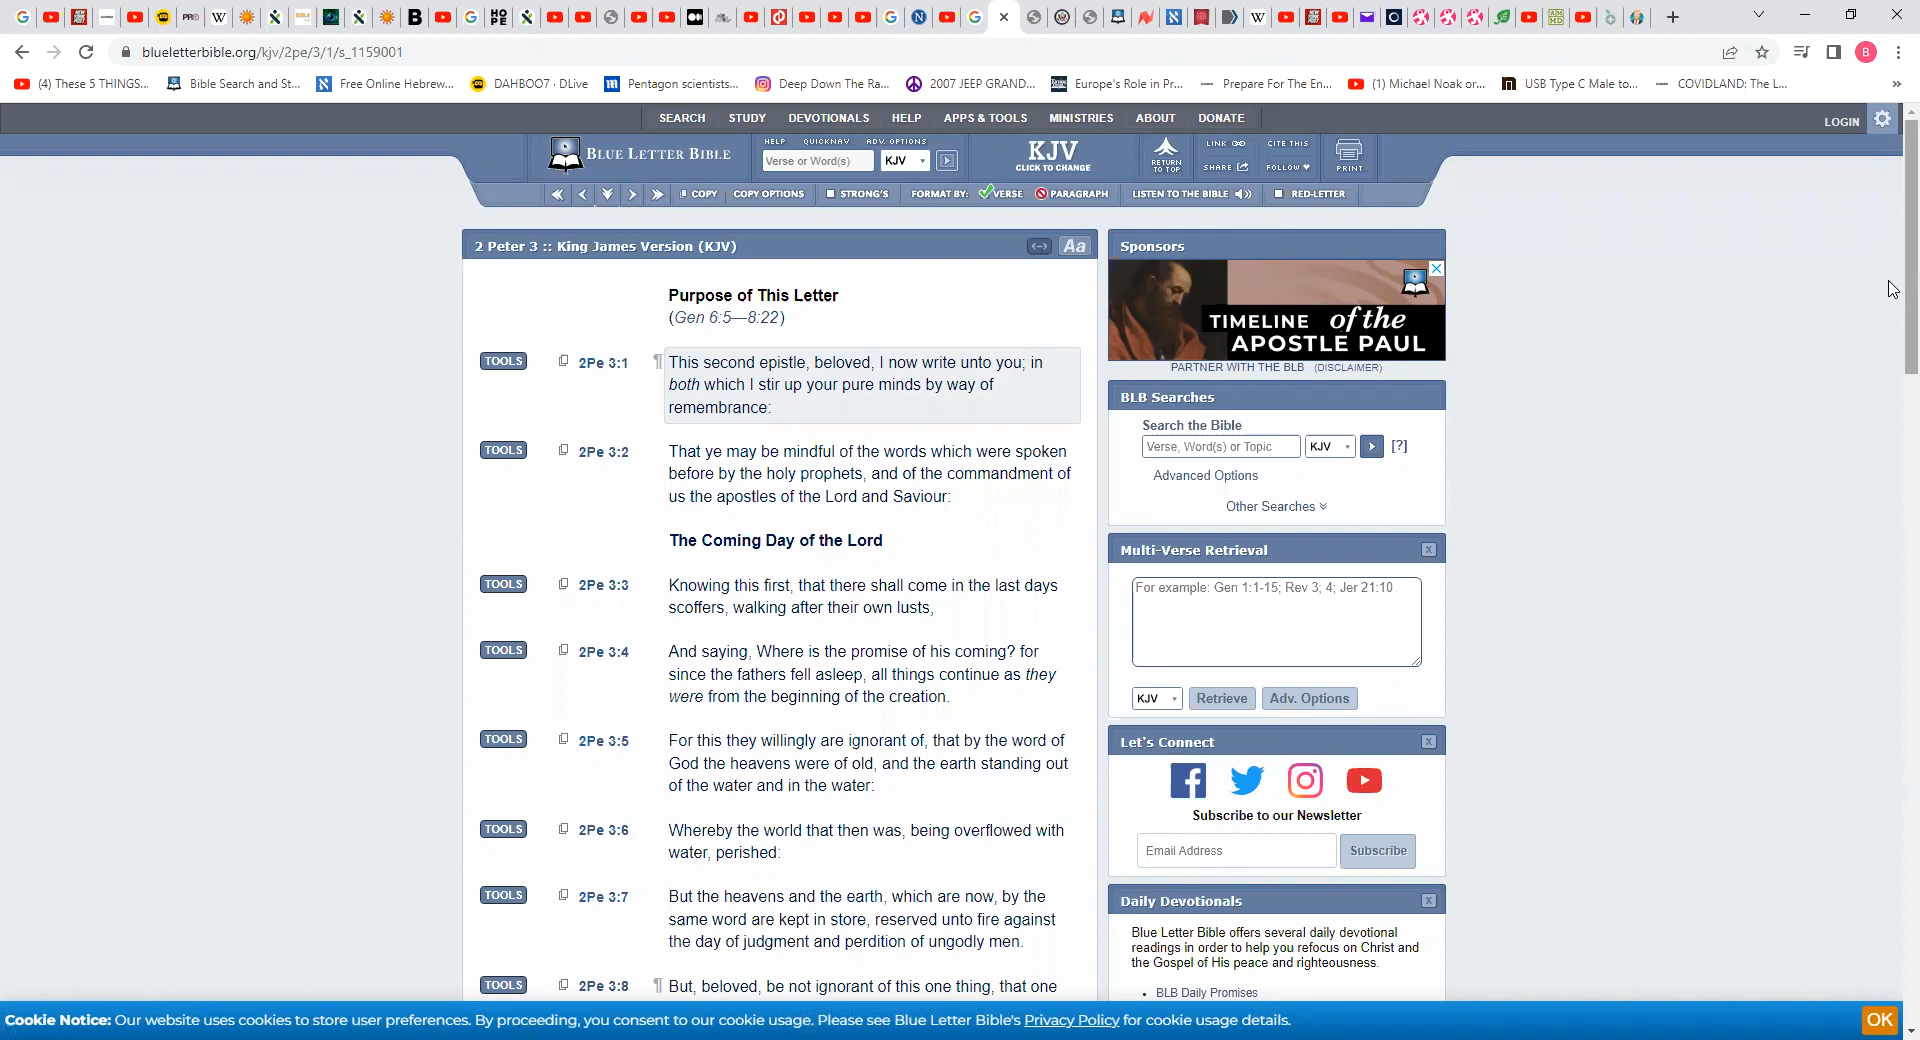 blueletterbible.org/kjv/2pe/3/1/s_1159001
B
(4) These 5 THINGS...
Bible Search and St...
Free Online Hebrew...
DAHBOO7 · DLive
Pentagon scientists...
Deep Down The Ra...
2007 JEEP GRAND...
Europe's Role in Pr...
Prepare For The En...
(1) Michael Noak or...
USB Type C Male to...
COVIDLAND: The L...
SEARCH STUDY DEVOTIONALS HELP APPS & TOOLS MINISTRIES ABOUT DONATE
LOGIN
BLUE LETTER BIBLE
HELP QUICKNAV ADV. OPTIONS
Verse or Word(s) KJV
KJV
CLICK TO CHANGE
RETURN
TO TOP
LINK CITE THIS
SHARE FOLLOW
PRINT
COPY COPY OPTIONS STRONG'S FORMAT BY: VERSE PARAGRAPH LISTEN TO THE BIBLE RED-LETTER
2 Peter 3 :: King James Version (KJV)
Aa
Purpose of This Letter
(Gen 6:5—8:22)
TOOLS 2Pe 3:1 ¶ This second epistle, beloved, I now write unto you; in
both which I stir up your pure minds by way of
remembrance:
TOOLS 2Pe 3:2 That ye may be mindful of the words which were spoken
before by the holy prophets, and of the commandment of
us the apostles of the Lord and Saviour:
The Coming Day of the Lord
TOOLS 2Pe 3:3 Knowing this first, that there shall come in the last days
scoffers, walking after their own lusts,
TOOLS 2Pe 3:4 And saying, Where is the promise of his coming? for
since the fathers fell asleep, all things continue as they
were from the beginning of the creation.
TOOLS 2Pe 3:5 For this they willingly are ignorant of, that by the word of
God the heavens were of old, and the earth standing out
of the water and in the water:
TOOLS 2Pe 3:6 Whereby the world that then was, being overflowed with
water, perished:
TOOLS 2Pe 3:7 But the heavens and the earth, which are now, by the
same word are kept in store, reserved unto fire against
the day of judgment and perdition of ungodly men.
TOOLS 2Pe 3:8 ¶ But, beloved, be not ignorant of this one thing, that one
Sponsors
TIMELINE of the
APOSTLE PAUL
PARTNER WITH THE BLB (DISCLAIMER)
BLB Searches
Search the Bible
Verse, Word(s) or Topic KJV [?]
Advanced Options
Other Searches
Multi-Verse Retrieval
For example: Gen 1:1-15; Rev 3; 4; Jer 21:10
KJV Retrieve Adv. Options
Let's Connect
Subscribe to our Newsletter
Email Address Subscribe
Daily Devotionals
Blue Letter Bible offers several daily devotional
readings in order to help you refocus on Christ and
the Gospel of His peace and righteousness.
• BLB Daily Promises
Cookie Notice: Our website uses cookies to store user preferences. By proceeding, you consent to our cookie usage. Please see Blue Letter Bible's Privacy Policy for cookie usage details.
OK